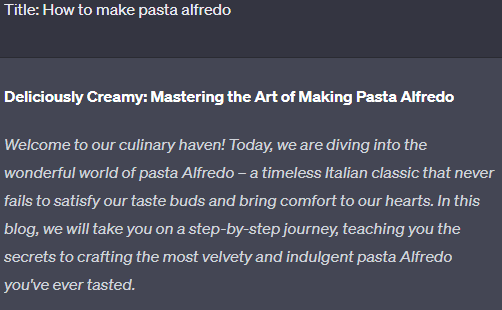 Title: How to make pasta alfredo
Deliciously Creamy: Mastering the Art of Making Pasta Alfredo
Welcome to our culinary haven! Today, we are diving into the
wonderful world of pasta Alfredo – a timeless Italian classic that never
fails to satisfy our taste buds and bring comfort to our hearts. In this
blog, we will take you on a step-by-step journey, teaching you the
secrets to crafting the most velvety and indulgent pasta Alfredo
you've ever tasted.